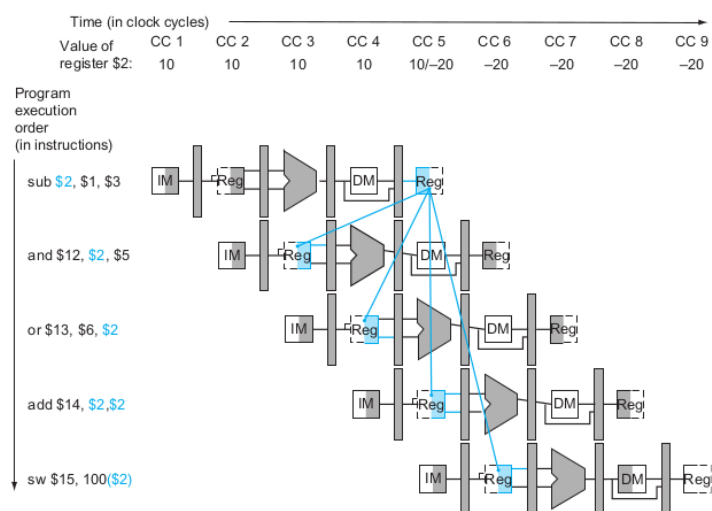 Time (in clock cycles)
Value of register $2:
CC 1 CC 2 CC 3 CC 4 CC 5 CC 6 CC 7 CC 8 CC 9
10 10 10 10 10/–20 –20 –20 –20 –20
Program
execution
order
(in instructions)
sub $2, $1, $3
IM Reg DM Reg
and $12, $2, $5
IM Reg DM Reg
or $13, $6, $2
IM Reg DM Reg
add $14, $2,$2
IM Reg DM Reg
sw $15, 100($2)
IM Reg DM Reg